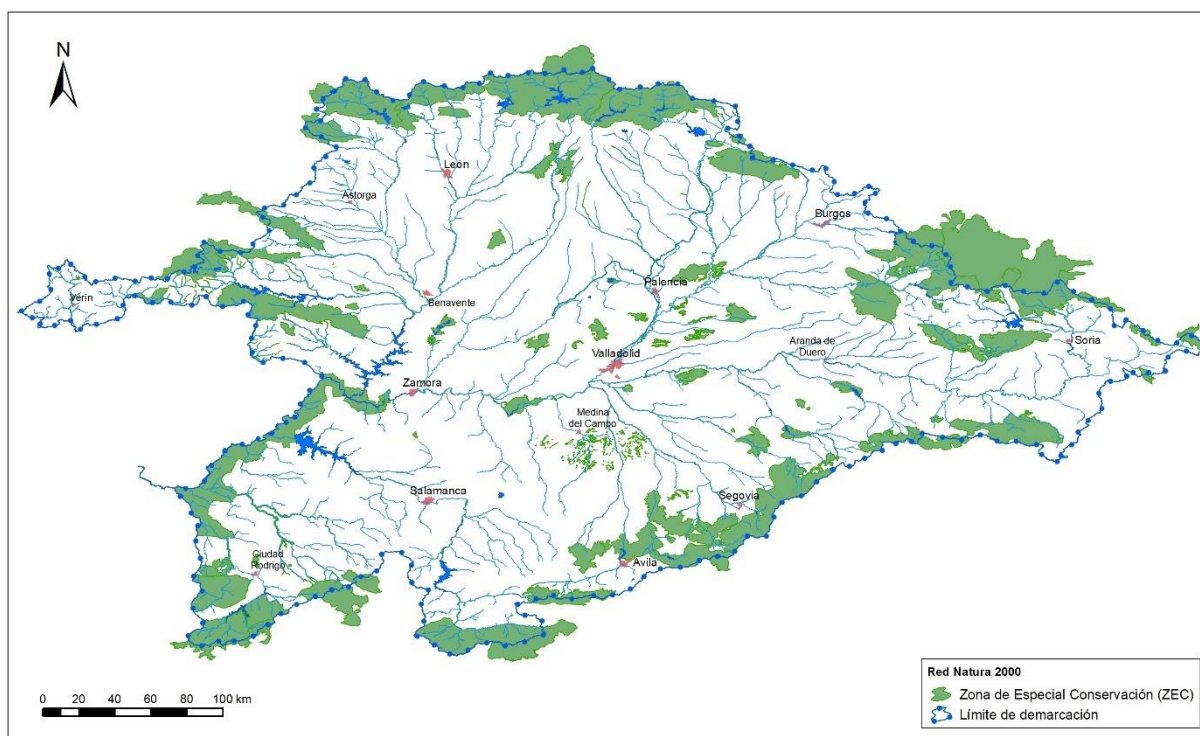 N
León
Astorga
Burgos
Verín
Benavente
Palencia
Soria
Aranda de
Duero
Valladolid
Zamora
Medina
del Campo
Salamanca
Segovia
Ciudad
Rodrigo
Avila
0 20 40 60 80 100 km
Red Natura 2000
Zona de Especial Conservación (ZEC)
Límite de demarcación